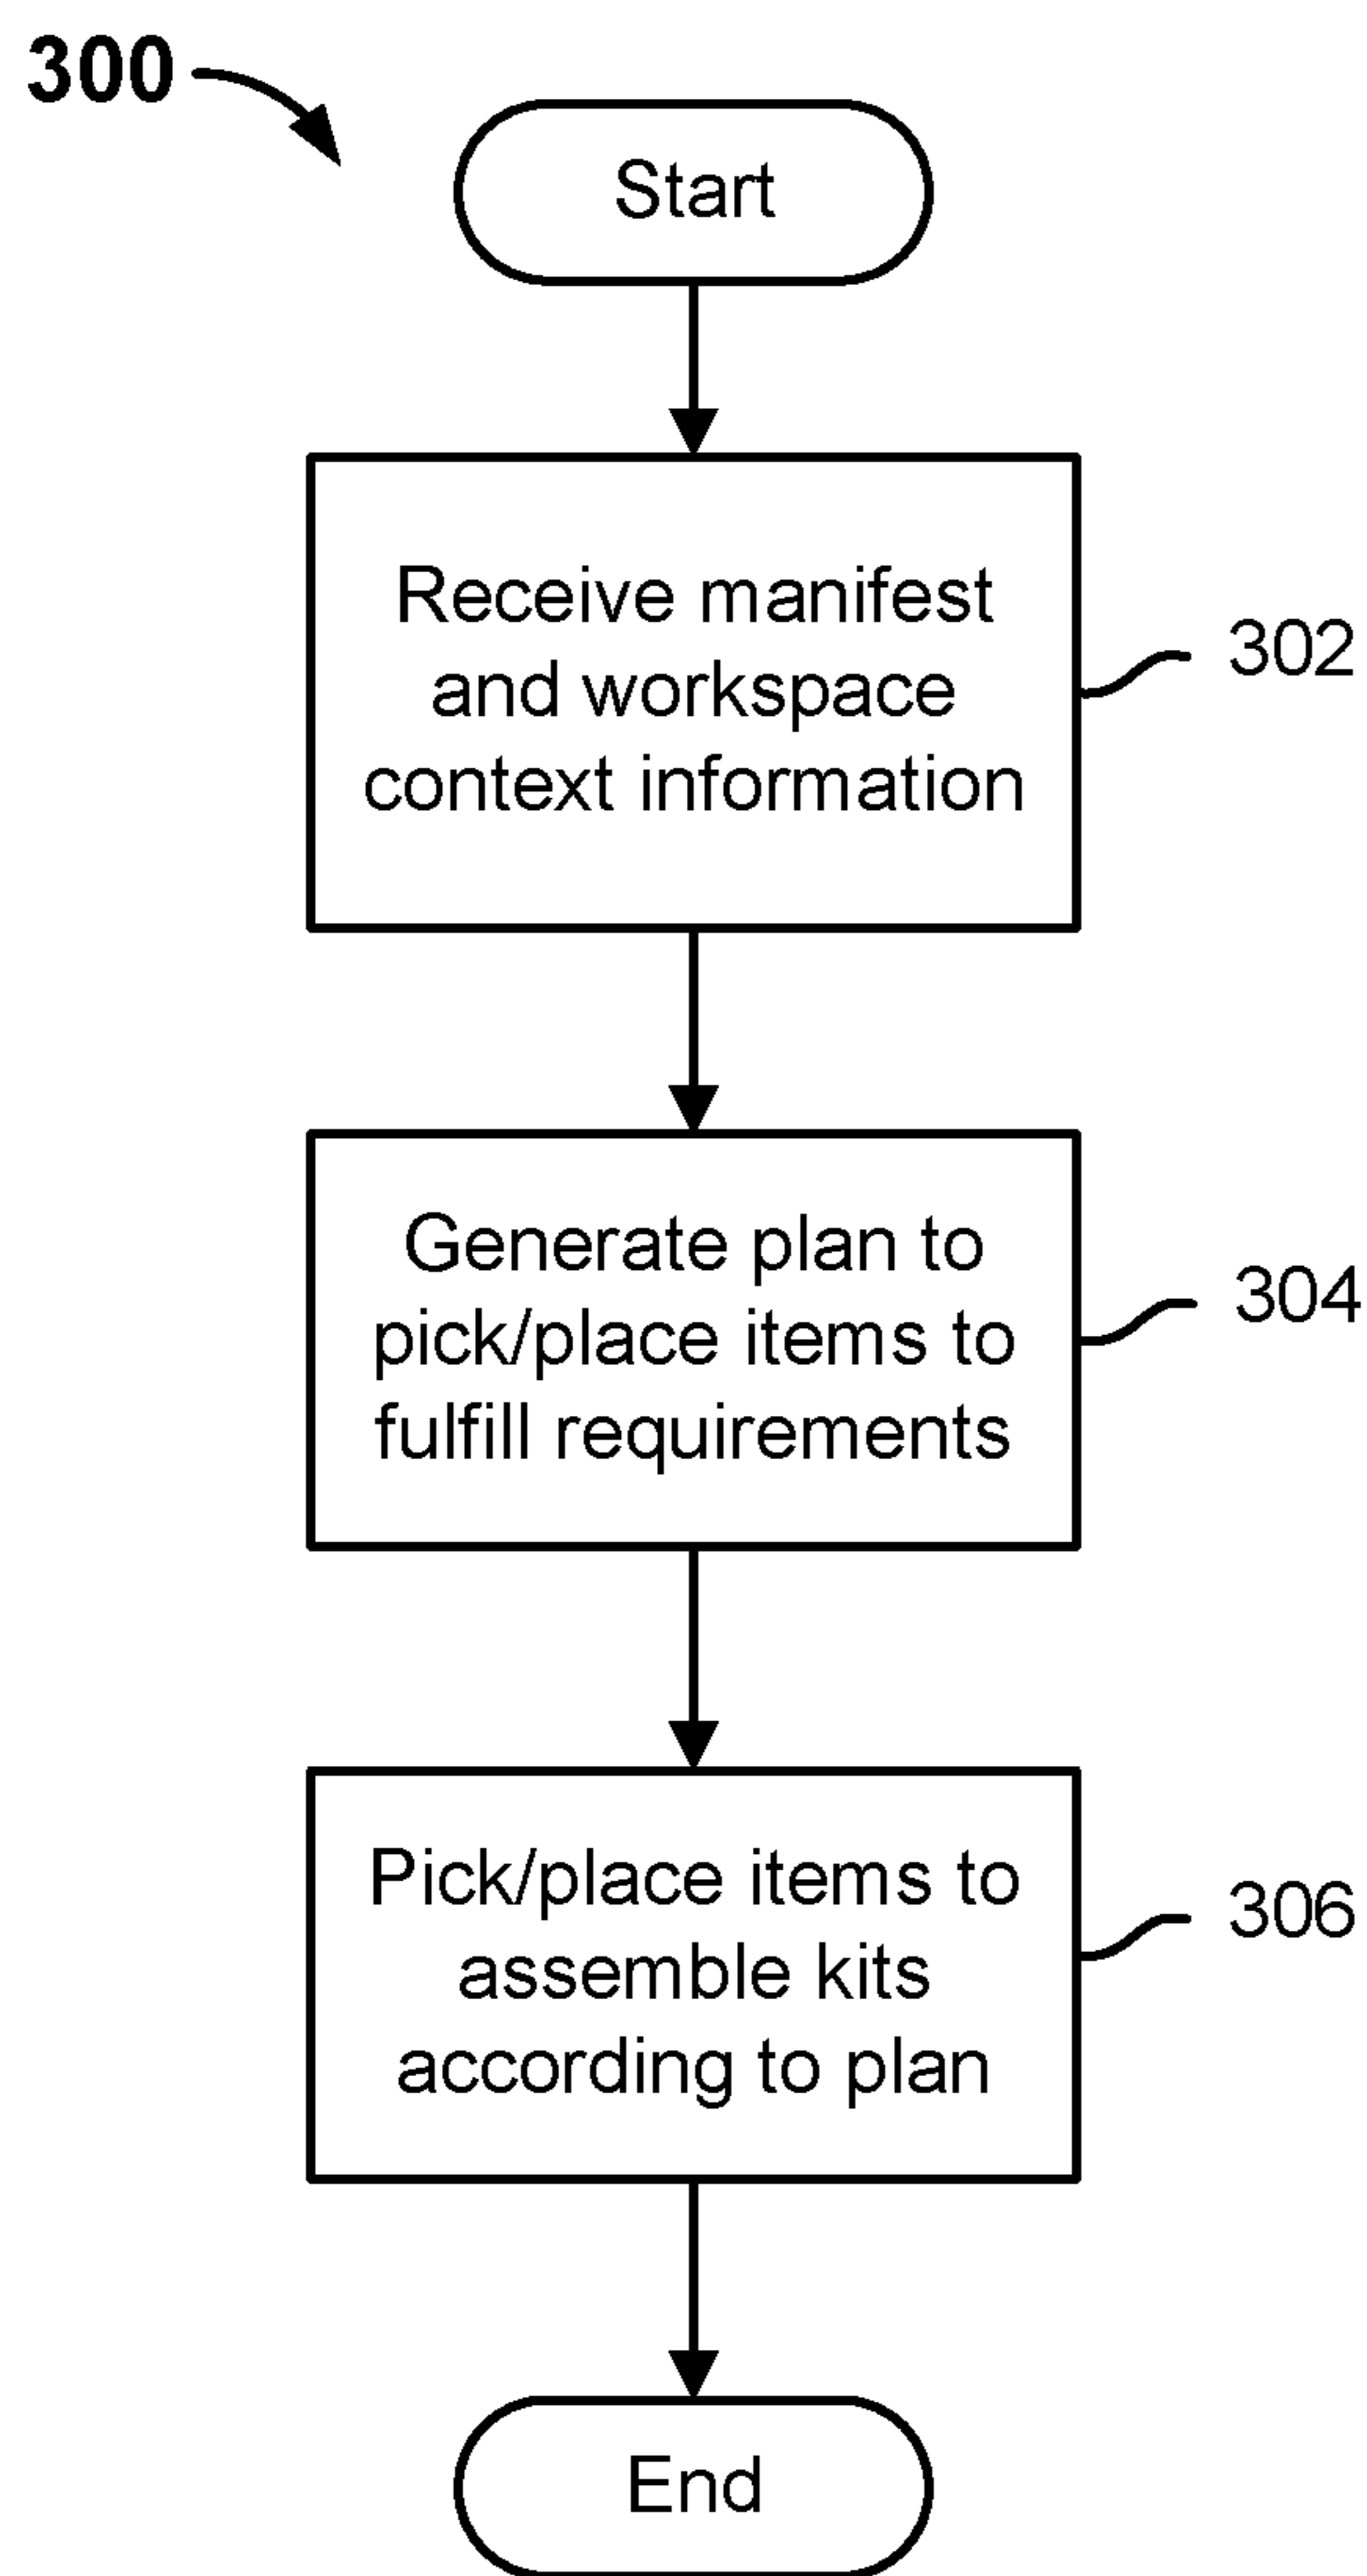 300
Start
Receive manifest
and workspace
context information
302
Generate plan to
pick/place items to
fulfill requirements
304
Pick/place items to
assemble kits
according to plan
306
End